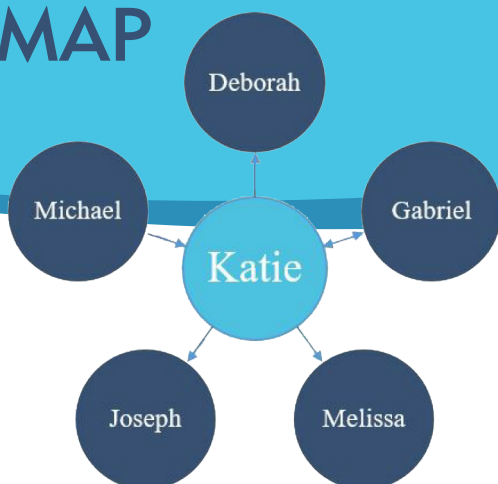 MAP
Deborah
Michael
Gabriel
Katie
Joseph
Melissa